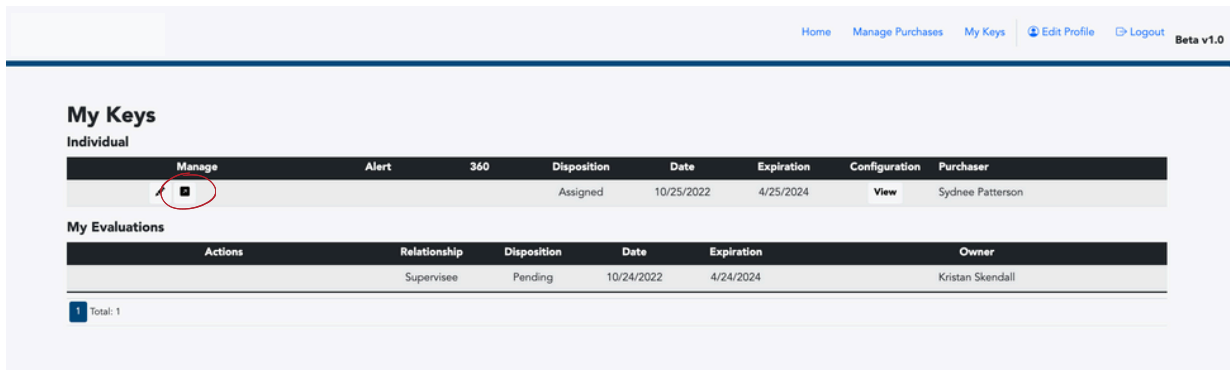 Home Manage Purchases My Keys Edit Profile Logout Beta v1.0
My Keys
Individual
Manage Alert 360 Disposition Date Expiration Configuration Purchaser
Assigned 10/25/2022 4/25/2024 View Sydnee Patterson
My Evaluations
Actions Relationship Disposition Date Expiration Owner
Supervisee Pending 10/24/2022 4/24/2024 Kristan Skendall
1 Total: 1